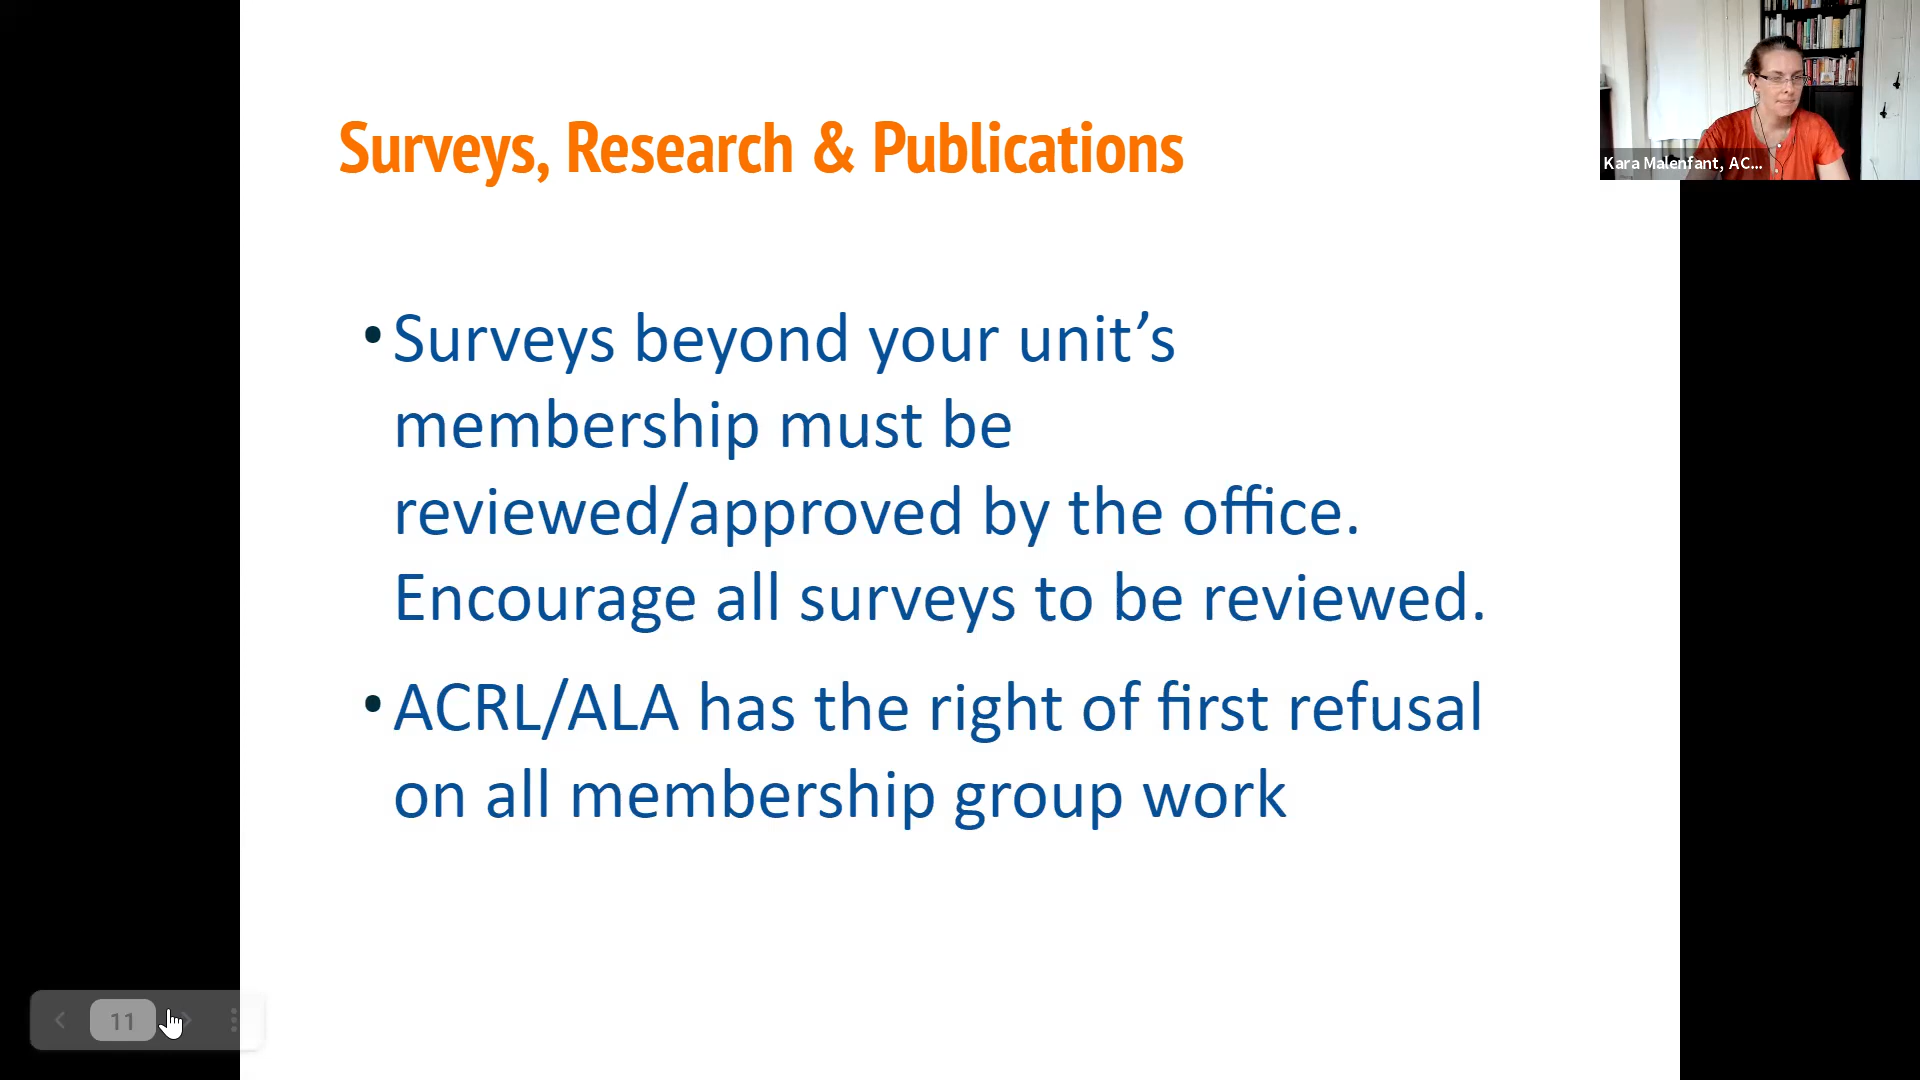 Surveys, Research & Publications
Kara Malenfant, AC...
•Surveys beyond your unit’s
membership must be
reviewed/approved by the office.
Encourage all surveys to be reviewed.
•ACRL/ALA has the right of first refusal
on all membership group work
11